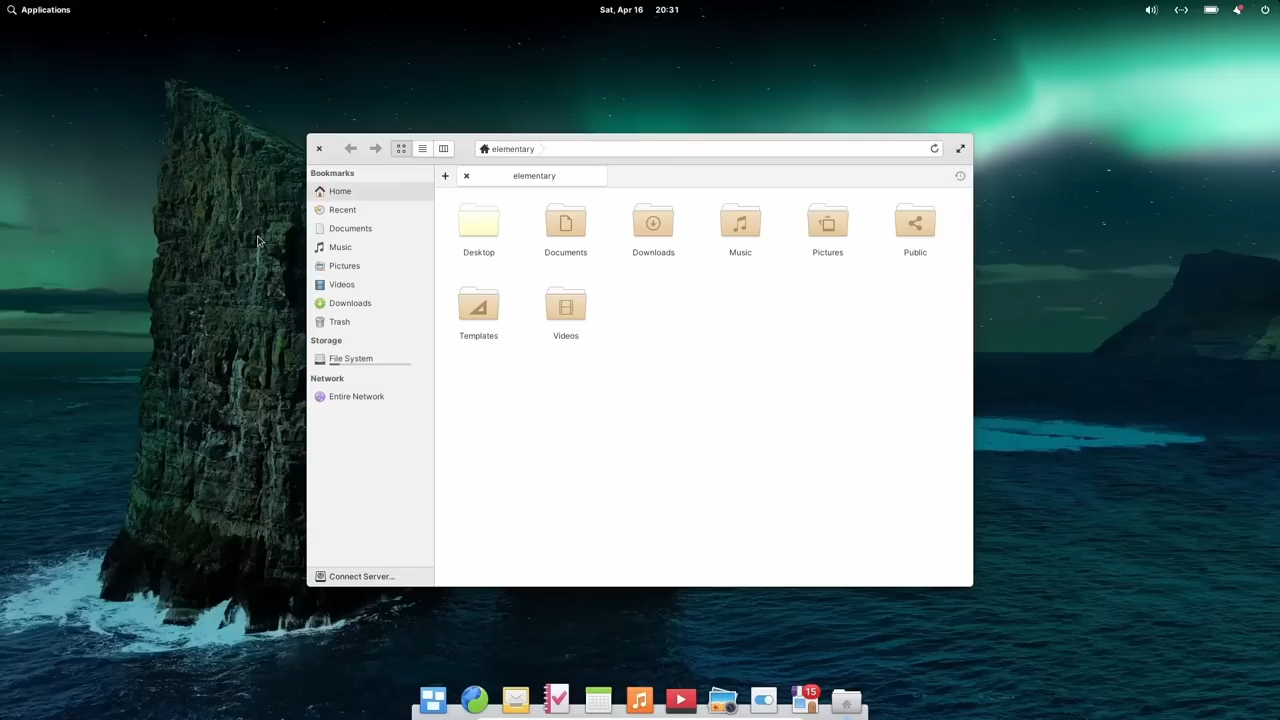 Applications
Sat, Apr 16 20:31
elementary
Bookmarks
elementary
Home
Recent
Documents
Music
Pictures
Videos
Downloads
Trash
Storage
File System
Network
Entire Network
Connect Server...
Desktop
Documents
Downloads
Music
Pictures
Public
Templates
Videos
15